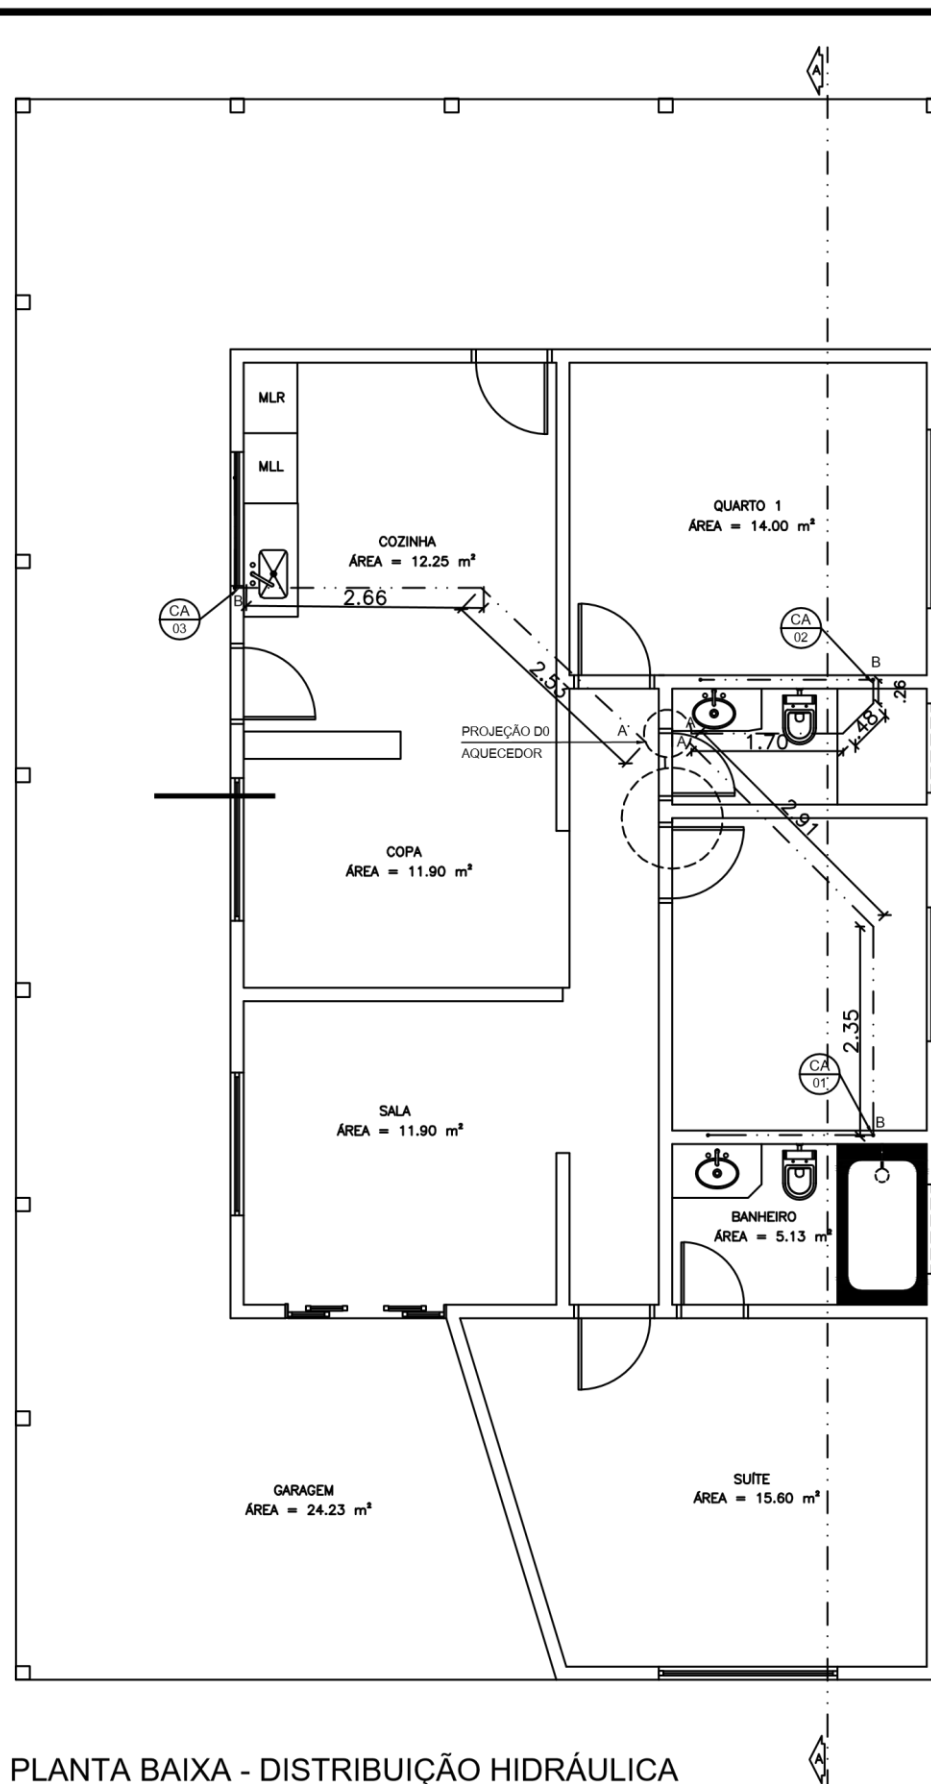 A
MLR
MLL
COZINHA
ÁREA = 12.25 m²
QUARTO 1
ÁREA = 14.00 m²
CA
03
B
2.66
CA
02
B
.26
2.53
PROJEÇÃO D0
AQUECEDOR
A
A
A
1.70
.48
2.91
COPA
ÁREA = 11.90 m²
2.35
CA
01
B
SALA
ÁREA = 11.90 m²
BANHEIRO
ÁREA = 5.13 m²
GARAGEM
ÁREA = 24.23 m²
SUÍTE
ÁREA = 15.60 m²
A
PLANTA BAIXA - DISTRIBUIÇÃO HIDRÁULICA